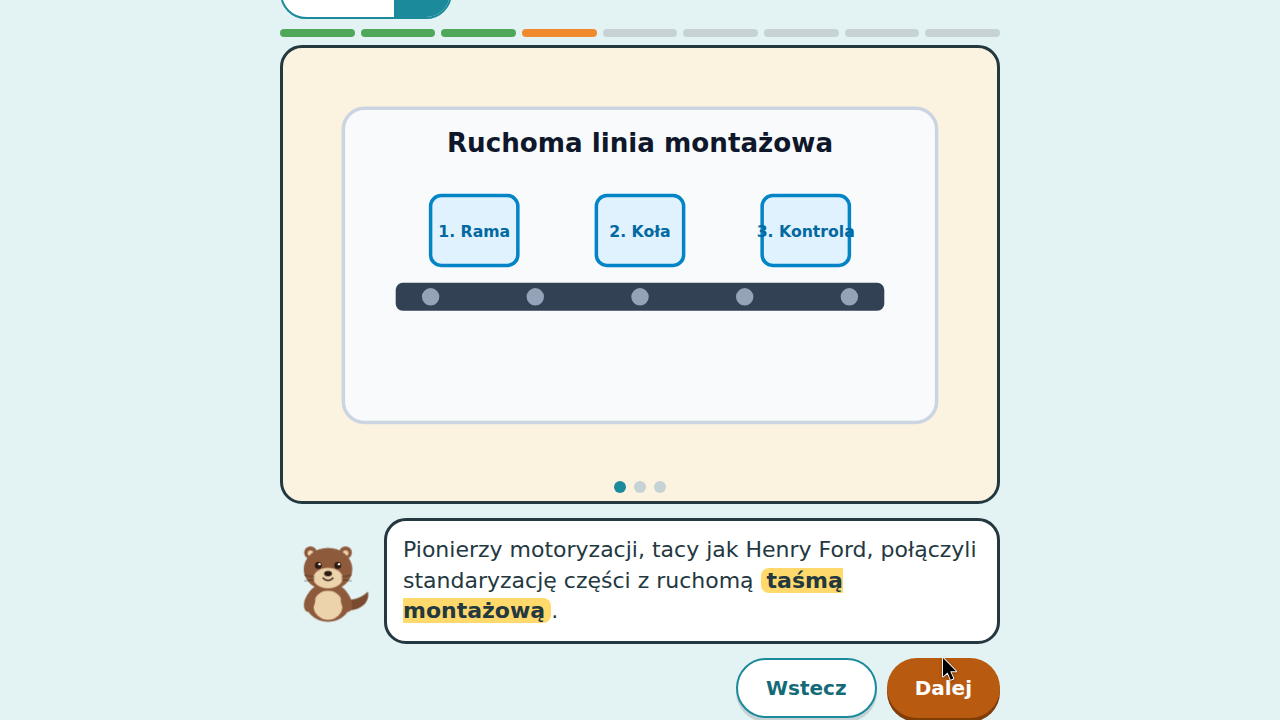 Ruchoma linia montażowa
1. Rama
2. Koła
3. Kontrola
Pionierzy motoryzacji, tacy jak Henry Ford, połączyli
standaryzację części z ruchomą taśmą
montażową.
Wstecz
Dalej